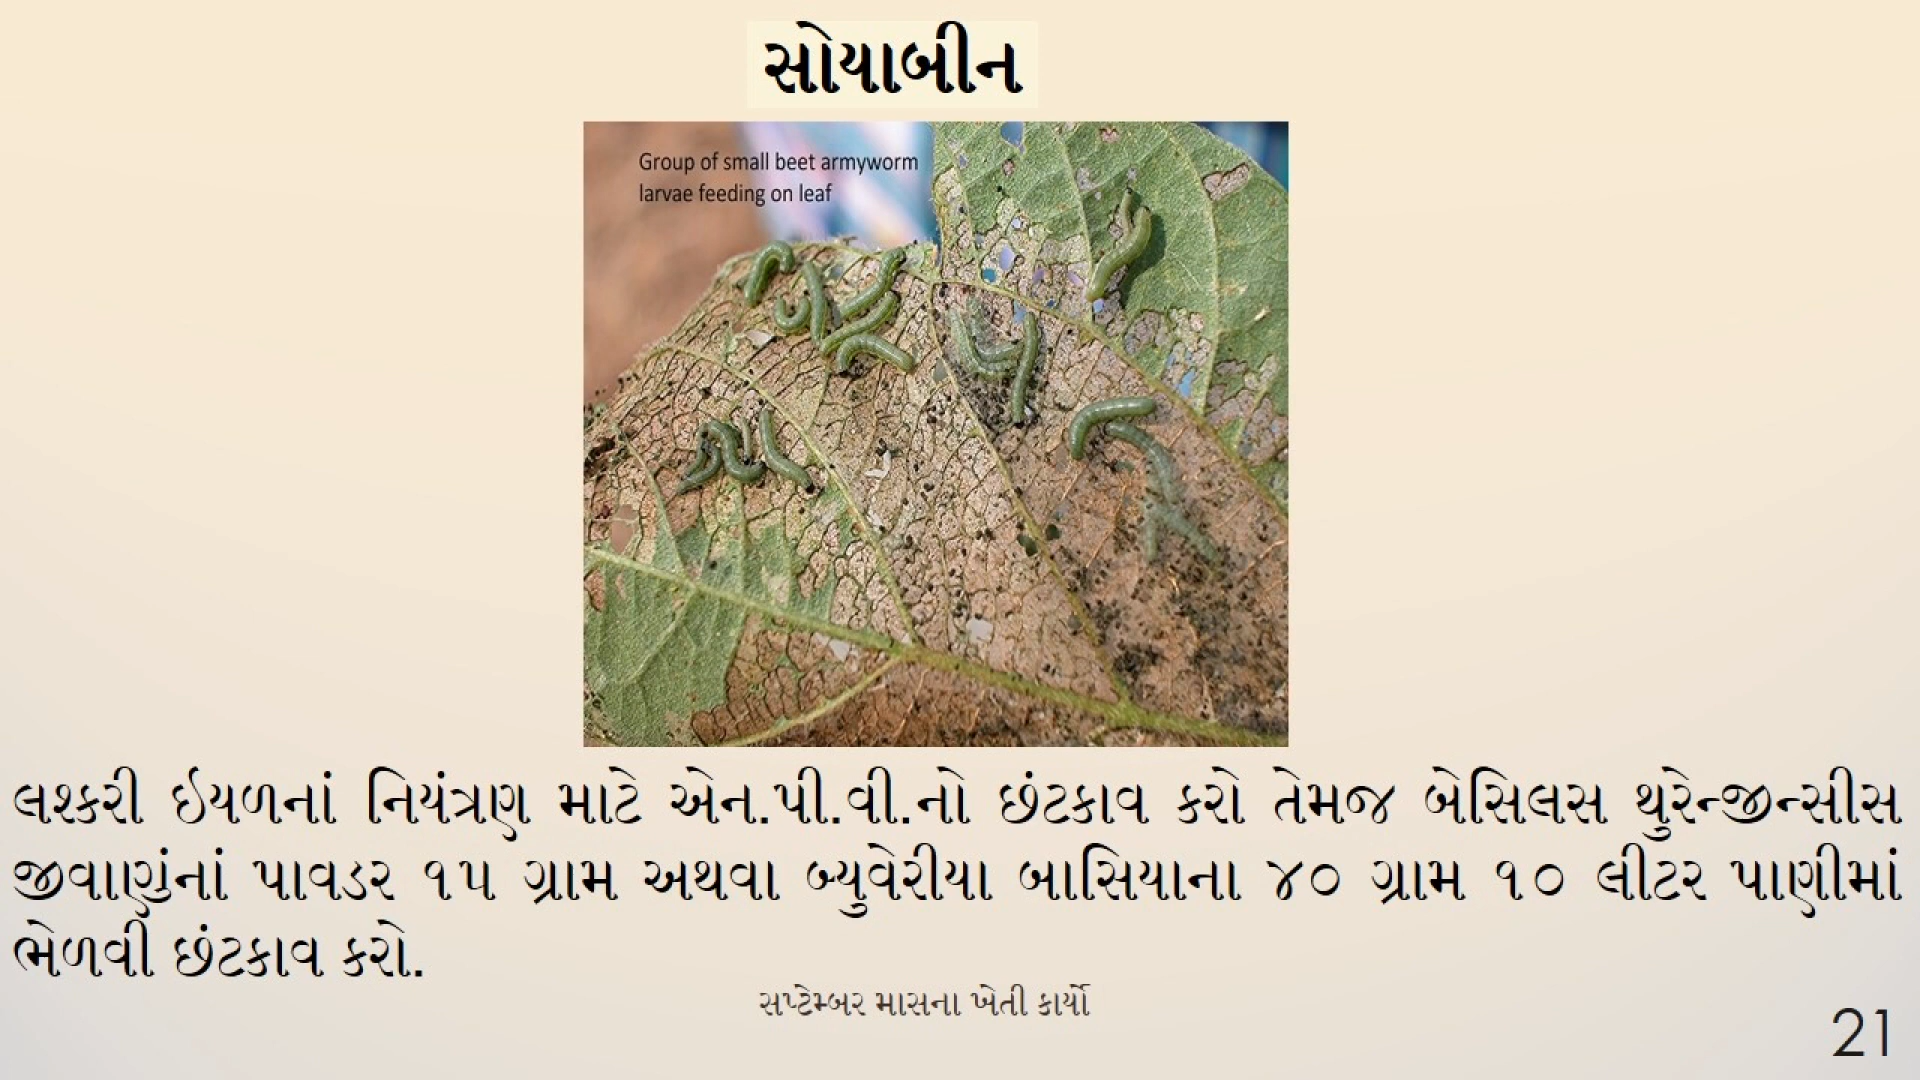 સોયાબીન
Group of small beet armyworm
larvae feeding on leaf
લશ્કરી ઈયળનાં નિયંત્રણ માટે એન.પી.વી.નો છંટકાવ કરો તેમજ બેસિલસ થુરેન્જીન્સીસ
જીવાણુંનાં પાવડર ૧૫ ગ્રામ અથવા બ્યુવેરીયા બાસિયાના ૪૦ ગ્રામ ૧૦ લીટર પાણીમાં
ભેળવી છંટકાવ કરો.
સપ્ટેમ્બર માસના ખેતી કાર્યો
21